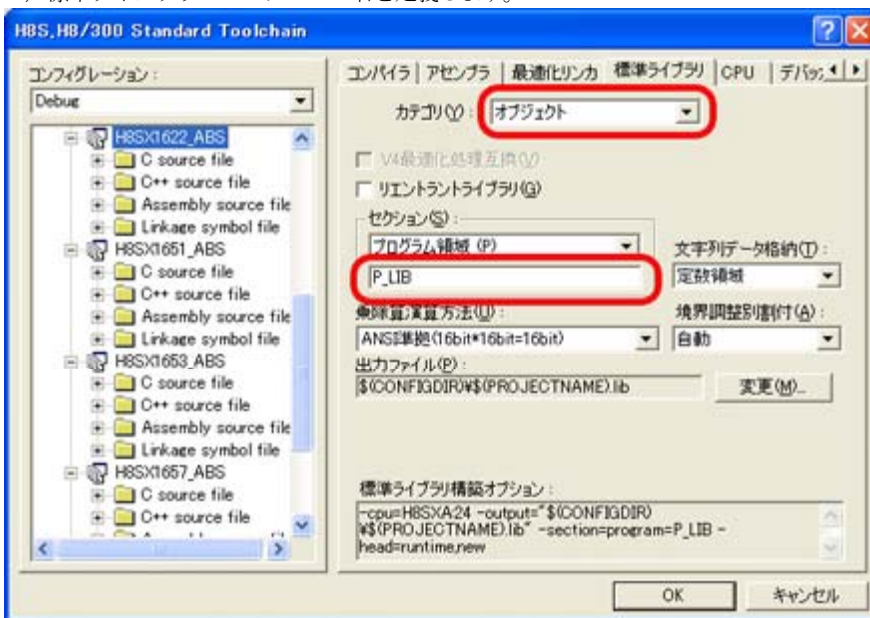 H8S,H8/300 Standard Toolchain
コンフィグレーション :
Debug
H8SX1622_ABS
C source file
C++ source file
Assembly source file
Linkage symbol file
H8SX1651_ABS
C source file
C++ source file
Assembly source file
Linkage symbol file
H8SX1653_ABS
C source file
C++ source file
Assembly source file
Linkage symbol file
H8SX1657_ABS
C source file
C++ source file
コンパイラ アセンブラ 最適化リンカ 標準ライブラリ CPU デバッ
カテゴリ(Y) : オブジェクト
V4最適化処理互換(V)
リエントラントライブラリ(G)
セクション(S) :
プログラム領域 (P)
P_LIB
文字列データ格納(T) :
定数領域
乗除算演算方法(U) :
ANSI準拠(16bit*16bit=16bit)
境界調整別割付(A) :
自動
出力ファイル(P) :
$(CONFIGDIR)¥$(PROJECTNAME).lib
変更(M)...
標準ライブラリ構築オプション :
-cpu=H8SXA:24 -output="$(CONFIGDIR)
¥$(PROJECTNAME).lib" -section=program=P_LIB -
head=runtime,new
OK キャンセル